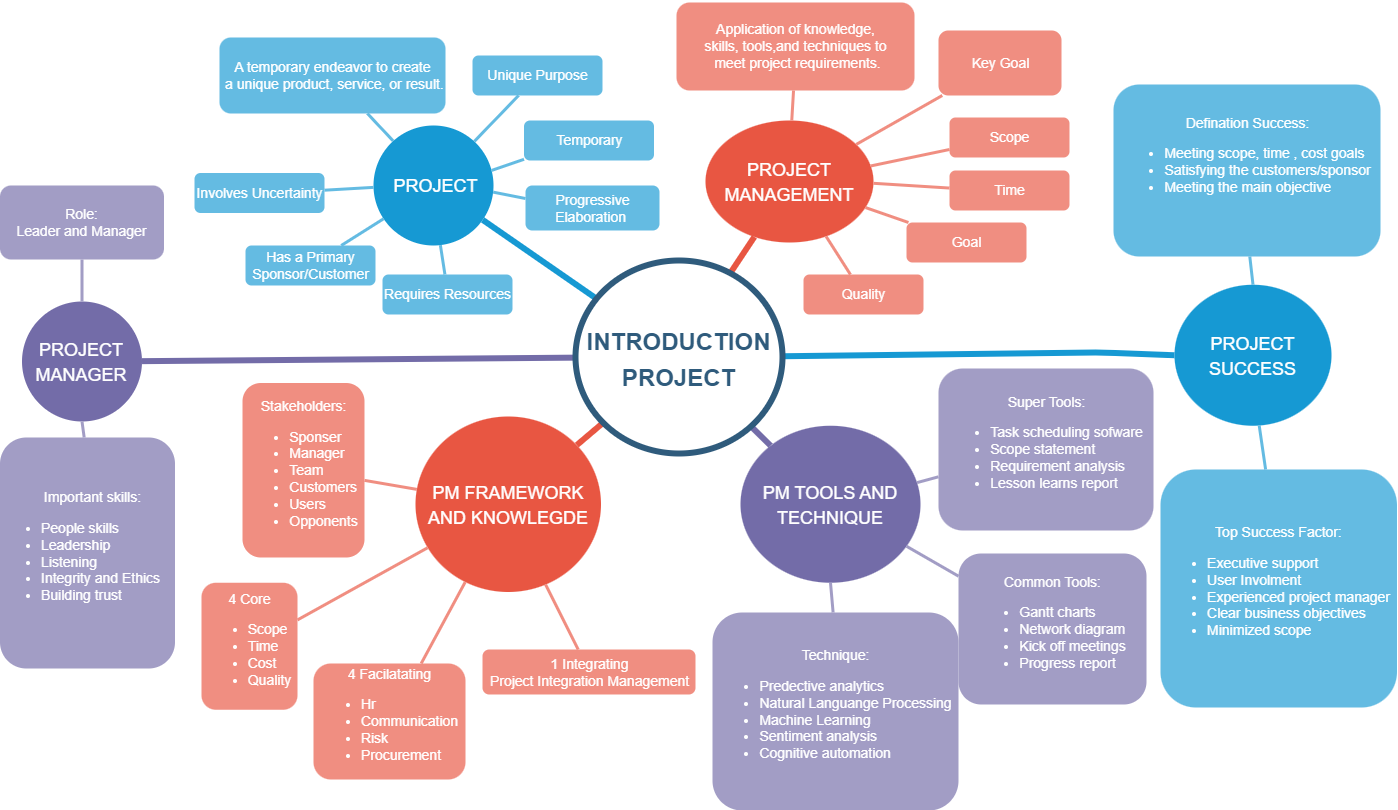 INTRODUCTION
PROJECT
PROJECT
A temporary endeavor to create
a unique product, service, or result.
Unique Purpose
Temporary
Progressive
Elaboration
Requires Resources
Has a Primary
Sponsor/Customer
Involves Uncertainty
PROJECT
MANAGEMENT
Application of knowledge,
skills, tools,and techniques to
meet project requirements.
Key Goal
Scope
Time
Goal
Quality
PROJECT
SUCCESS
Defination Success:
Meeting scope, time , cost goals
Satisfying the customers/sponsor
Meeting the main objective
Top Success Factor:
Executive support
User Involment
Experienced project manager
Clear business objectives
Minimized scope
PROJECT
MANAGER
Role:
Leader and Manager
Important skills:
People skills
Leadership
Listening
Integrity and Ethics
Building trust
PM FRAMEWORK
AND KNOWLEGDE
Stakeholders:
Sponser
Manager
Team
Customers
Users
Opponents
4 Core
Scope
Time
Cost
Quality
4 Facilatating
Hr
Communication
Risk
Procurement
1 Integrating
Project Integration Management
PM TOOLS AND
TECHNIQUE
Super Tools:
Task scheduling sofware
Scope statement
Requirement analysis
Lesson learns report
Common Tools:
Gantt charts
Network diagram
Kick off meetings
Progress report
Technique:
Predective analytics
Natural Languange Processing
Machine Learning
Sentiment analysis
Cognitive automation